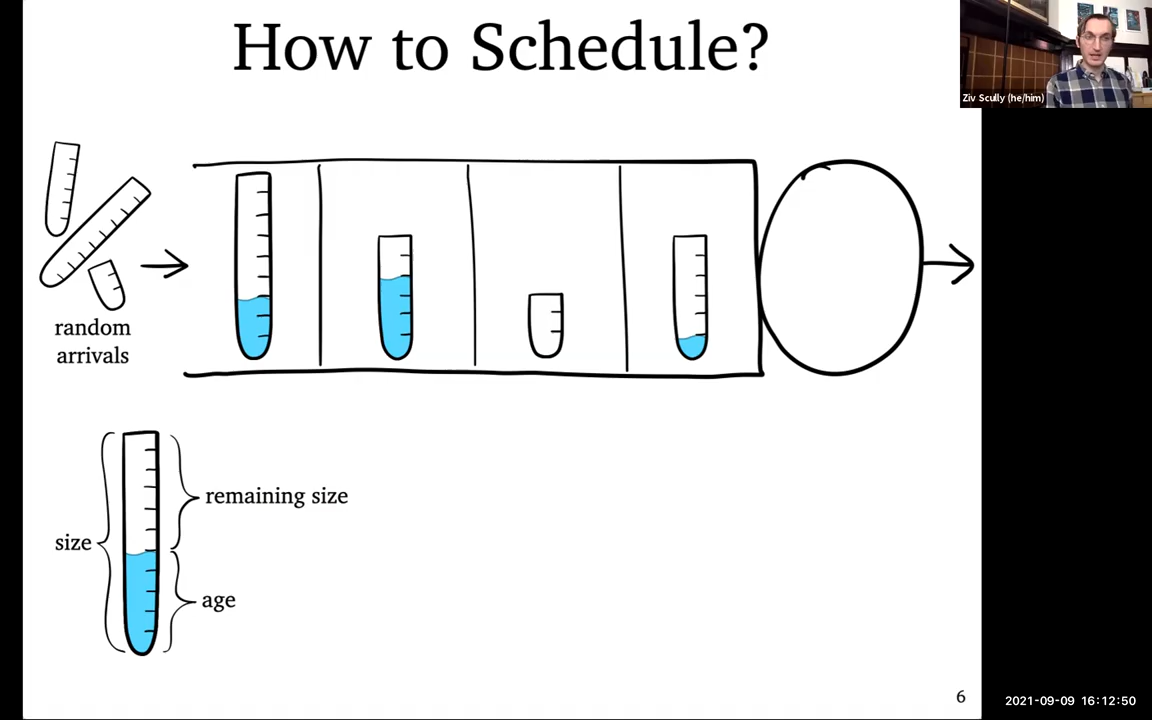 How to Schedule?
Ziv Scully (he/him)
random
arrivals
remaining size
size
age
6
2021-09-09 16:12:50